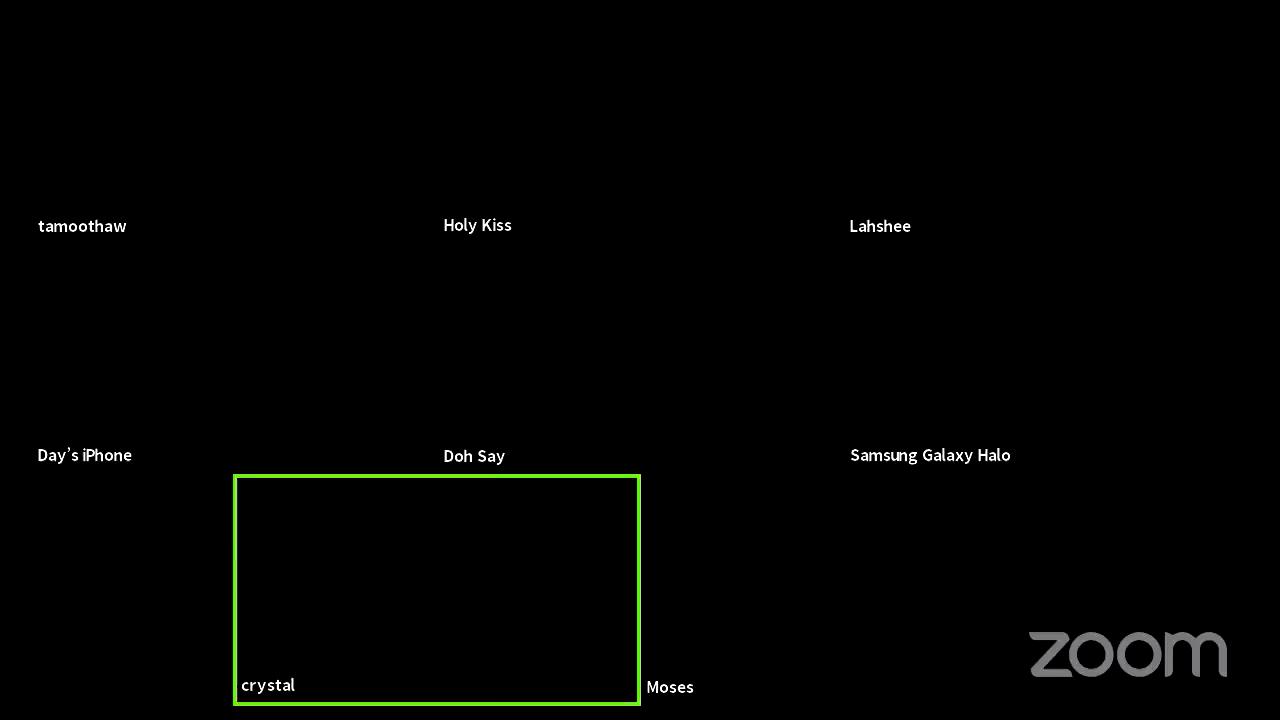 tamoothaw
Holy Kiss
Lahshee
Day’s iPhone
Doh Say
Samsung Galaxy Halo
crystal
Moses
zoom